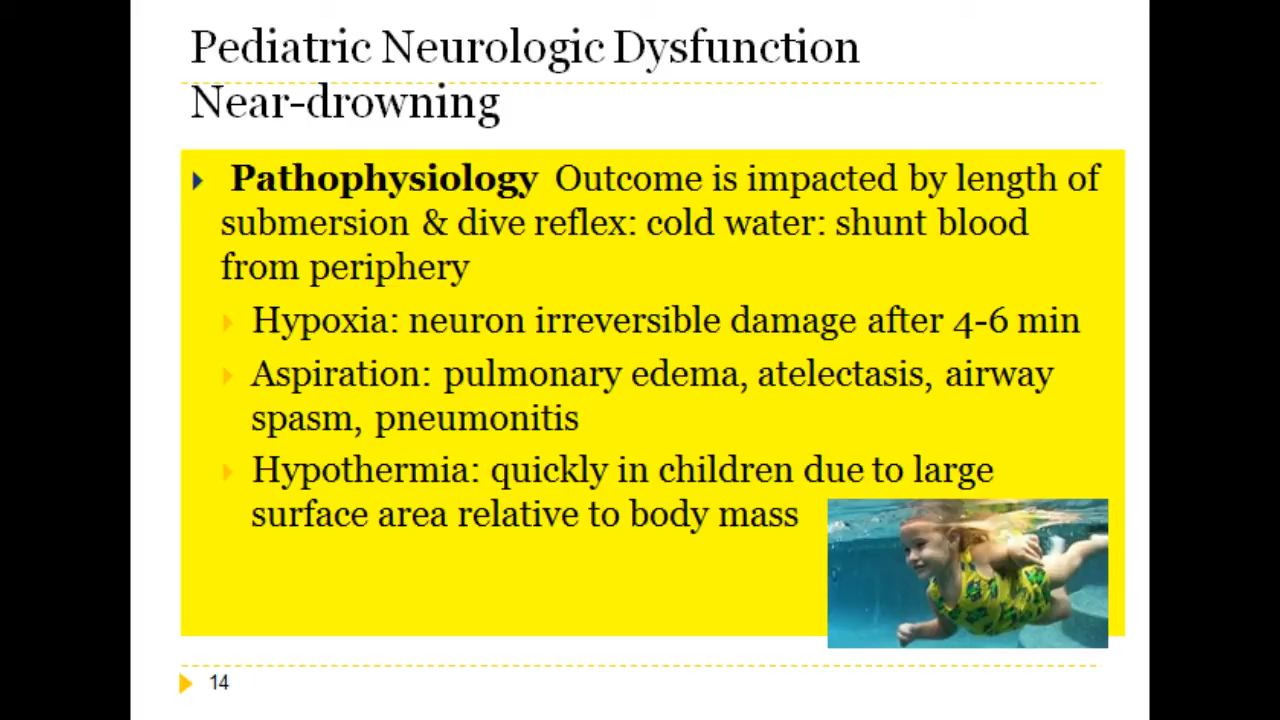 Pediatric Neurologic Dysfunction
Near-drowning
Pathophysiology Outcome is impacted by length of
submersion & dive reflex: cold water: shunt blood
from periphery
Hypoxia: neuron irreversible damage after 4-6 min
Aspiration: pulmonary edema, atelectasis, airway
spasm, pneumonitis
Hypothermia: quickly in children due to large
surface area relative to body mass
14